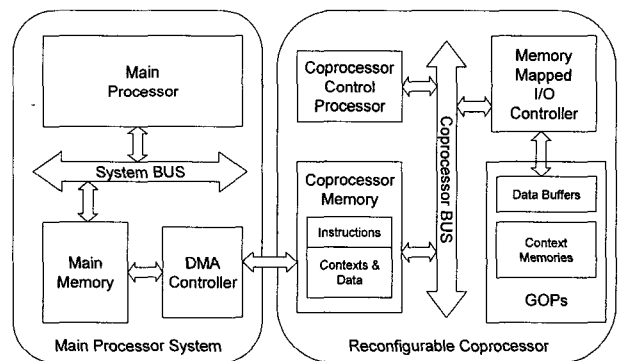 Main
Processor
System BUS
Main
Memory
DMA
Controller
Main Processor System
Coprocessor
Control
Processor
Coprocessor
Memory
Instructions
Contexts &
Data
Coprocessor BUS
Memory
Mapped
I/O
Controller
Data Buffers
Context
Memories
GOPs
Reconfigurable Coprocessor